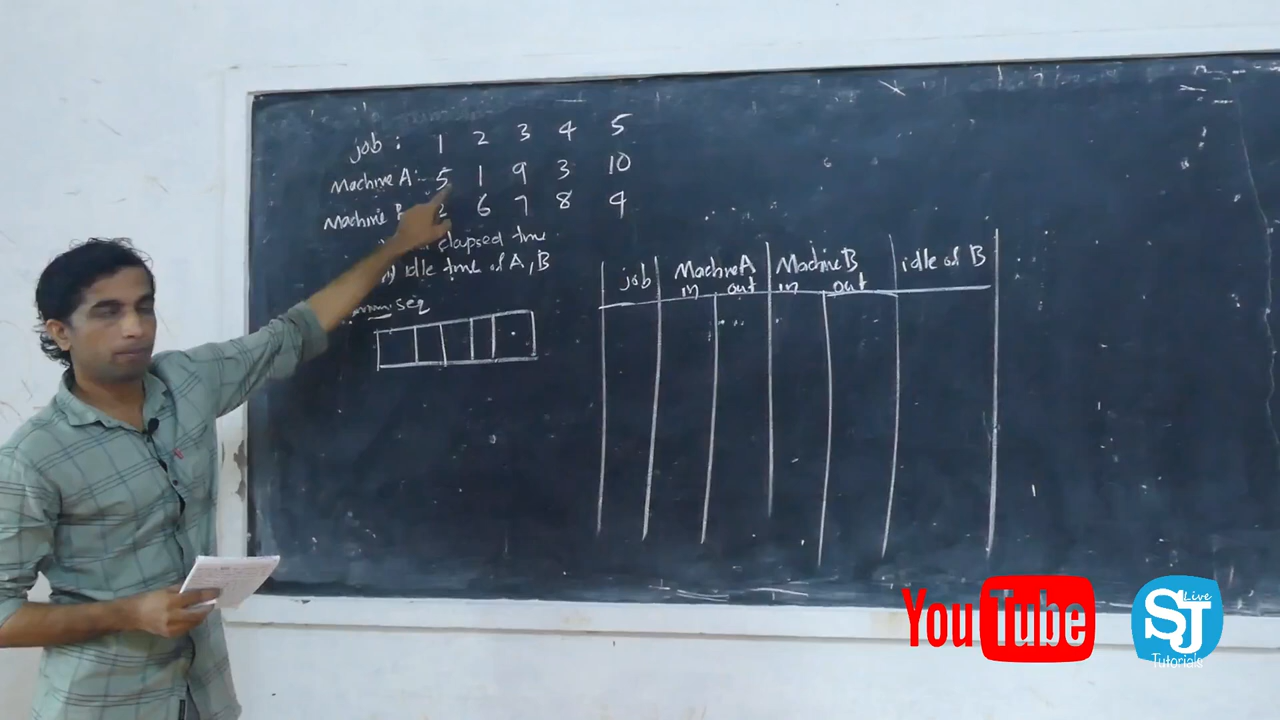 job : 1 2 3 4 5
Machine A :- 5 1 9 3 10
Machine B 2 6 7 8 4
elapsed time
idle time of A, B
seq
job Machine A Machine B idle of B
in out in out
YouTube
SJ Live
Tutorials